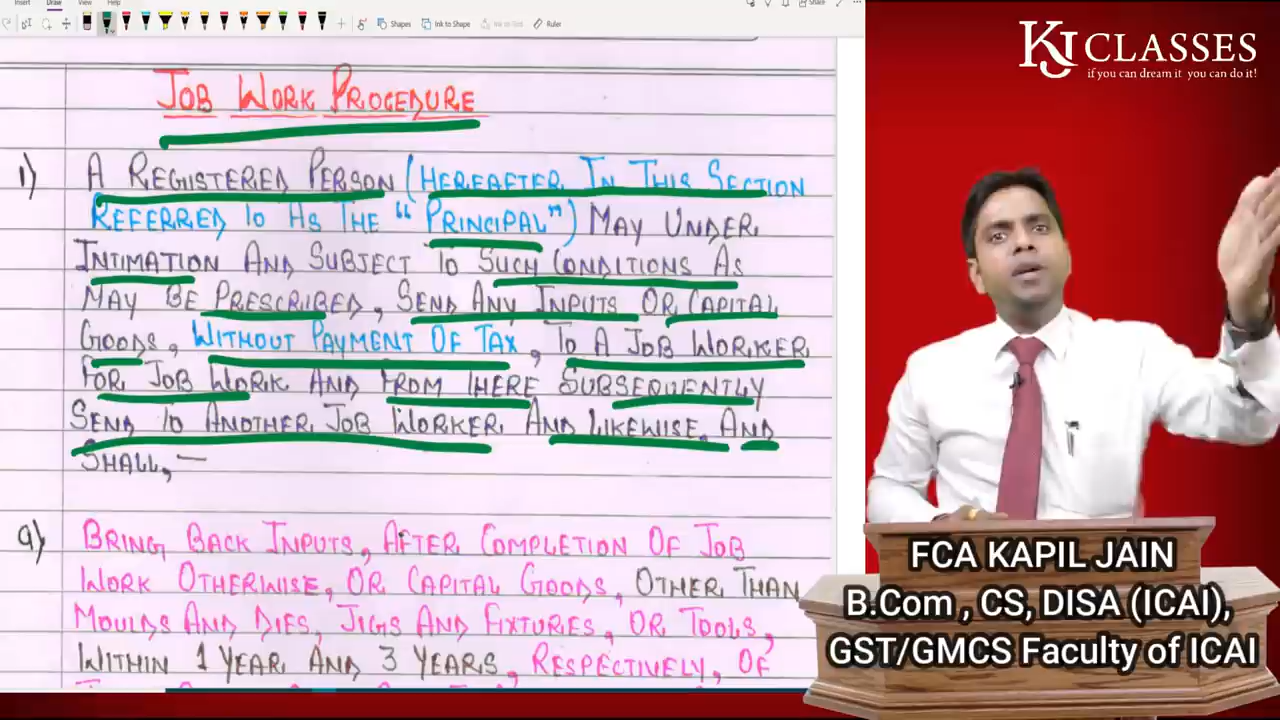 Draw
Help
Share
Shapes
Ink to Shape
Ruler
JOB WORK PROCEDURE
1) A REGISTERED PERSON (HEREAFTER IN THIS SECTION
REFERRED TO AS THE "PRINCIPAL") MAY UNDER
INTIMATION AND SUBJECT TO SUCH CONDITIONS AS
MAY BE PRESCRIBED, SEND ANY INPUTS OR CAPITAL
GOODS, WITHOUT PAYMENT OF TAX, TO A JOB WORKER
FOR JOB WORK AND FROM THERE SUBSEQUENTLY
SEND TO ANOTHER JOB WORKER AND LIKEWISE, AND
SHALL,—
a) BRING BACK INPUTS, AFTER COMPLETION OF JOB
WORK OTHERWISE, OR CAPITAL GOODS, OTHER THAN
MOULDS AND DIES, JIGS AND FIXTURES, OR TOOLS,
WITHIN 1 YEAR AND 3 YEARS, RESPECTIVELY, OF
KJ CLASSES
if you can dream it you can do it!
FCA KAPIL JAIN
B.Com , CS, DISA (ICAI),
GST/GMCS Faculty of ICAI